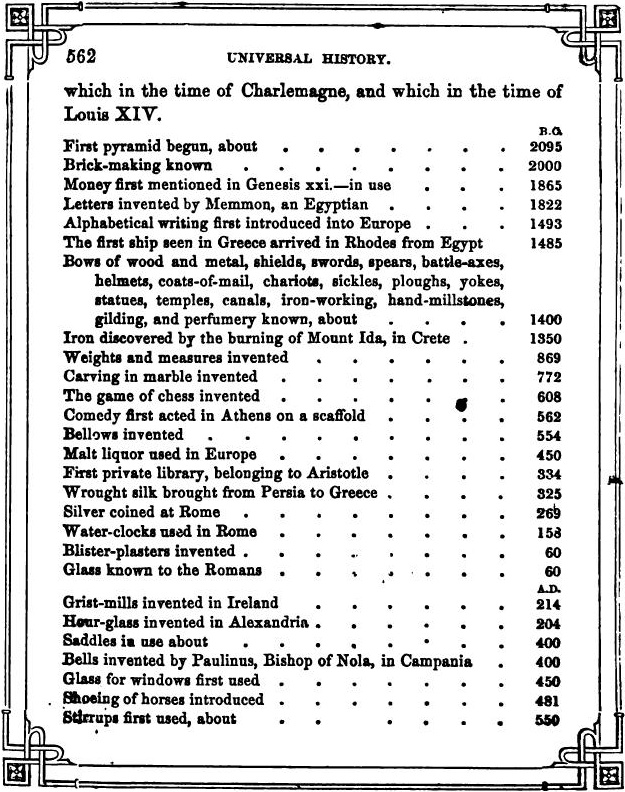 562 UNIVERSAL HISTORY.
which in the time of Charlemagne, and which in the time of
Louis XIV.
B.C.
First pyramid begun, about . . . . . . . 2095
Brick-making known . . . . . . . . 2000
Money first mentioned in Genesis xxi.—in use . . . 1865
Letters invented by Memmon, an Egyptian . . . . 1822
Alphabetical writing first introduced into Europe . . . 1493
The first ship seen in Greece arrived in Rhodes from Egypt 1485
Bows of wood and metal, shields, swords, spears, battle-axes,
helmets, coats-of-mail, chariots, sickles, ploughs, yokes,
statues, temples, canals, iron-working, hand-millstones,
gilding, and perfumery known, about . . . . 1400
Iron discovered by the burning of Mount Ida, in Crete . . 1350
Weights and measures invented . . . . . . 869
Carving in marble invented . . . . . . . 772
The game of chess invented . . . . . . . 608
Comedy first acted in Athens on a scaffold . . . . 562
Bellows invented . . . . . . . . . 554
Malt liquor used in Europe . . . . . . . 450
First private library, belonging to Aristotle . . . . 334
Wrought silk brought from Persia to Greece . . . . 325
Silver coined at Rome . . . . . . . . 269
Water-clocks used in Rome . . . . . . . 158
Blister-plasters invented . . . . . . . . 60
Glass known to the Romans . . . . . . . 60
A.D.
Grist-mills invented in Ireland . . . . . . 214
Hour-glass invented in Alexandria . . . . . . 204
Saddles in use about . . . . . . . . 400
Bells invented by Paulinus, Bishop of Nola, in Campania . 400
Glass for windows first used . . . . . . . 450
Shoeing of horses introduced . . . . . . . 481
Stirrups first used, about . . . . . . 550